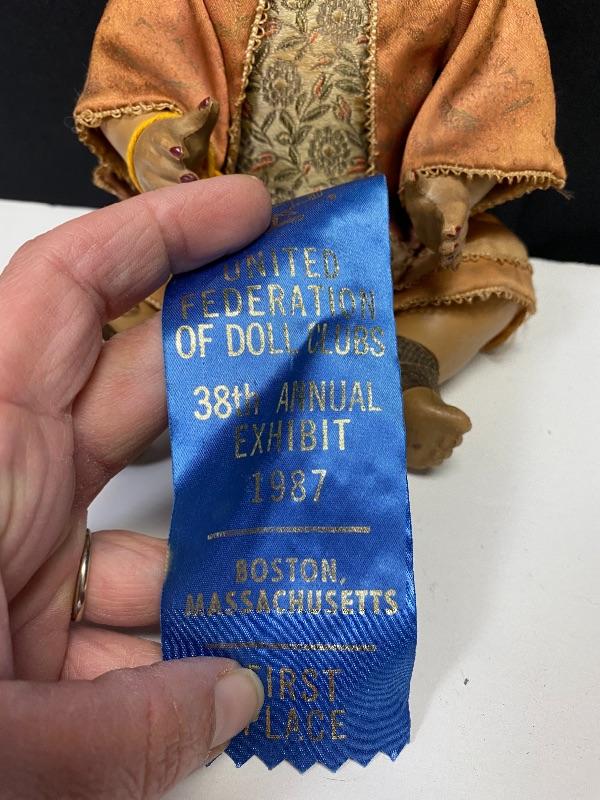 UNITED
FEDERATION
OF DOLL CLUBS
38th ANNUAL
EXHIBIT
1987
BOSTON,
MASSACHUSETTS
FIRST
PLACE